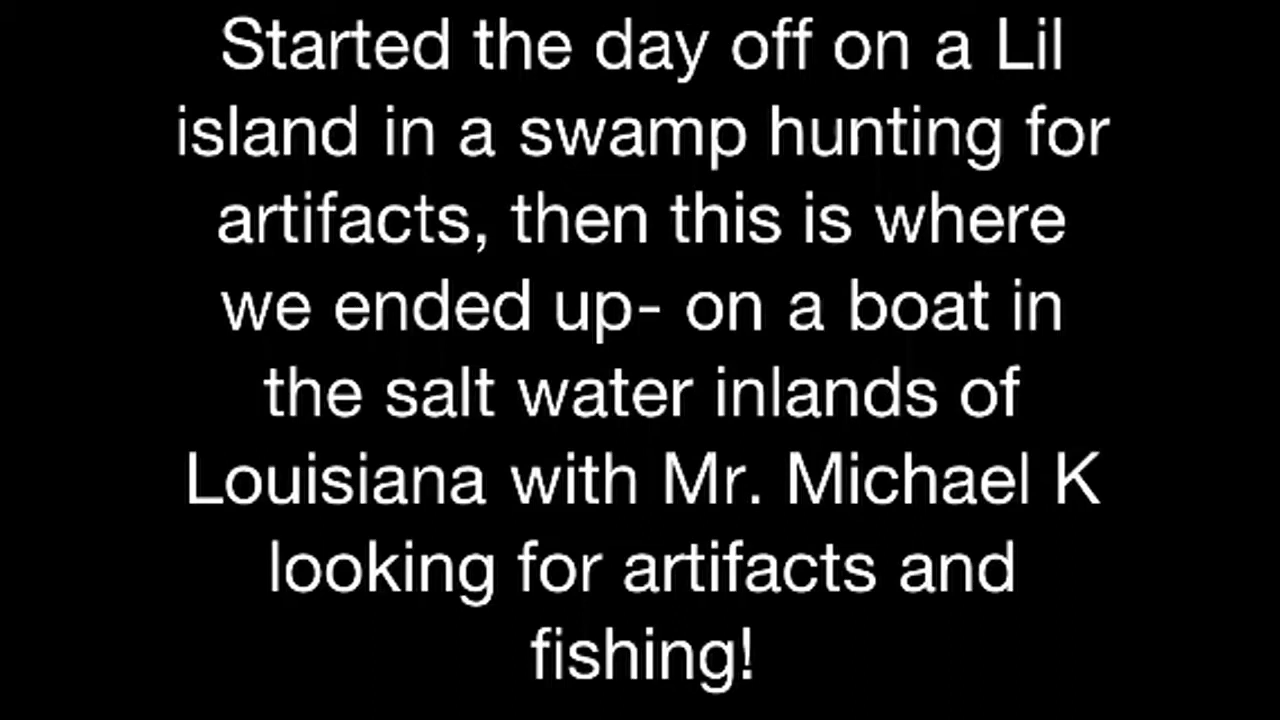 Started the day off on a Lil
island in a swamp hunting for
artifacts, then this is where
we ended up- on a boat in
the salt water inlands of
Louisiana with Mr. Michael K
looking for artifacts and
fishing!